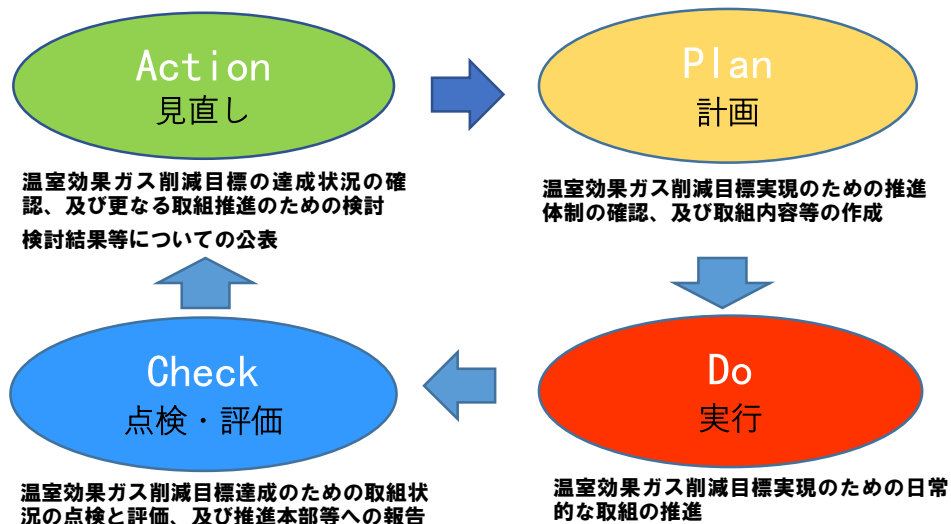 Action
見直し
温室効果ガス削減目標の達成状況の確
認、及び更なる取組推進のための検討
検討結果等についての公表
Plan
計画
温室効果ガス削減目標実現のための推進
体制の確認、及び取組内容等の作成
Check
点検・評価
温室効果ガス削減目標達成のための取組状
況の点検と評価、及び推進本部等への報告
Do
実行
温室効果ガス削減目標実現のための日常
的な取組の推進